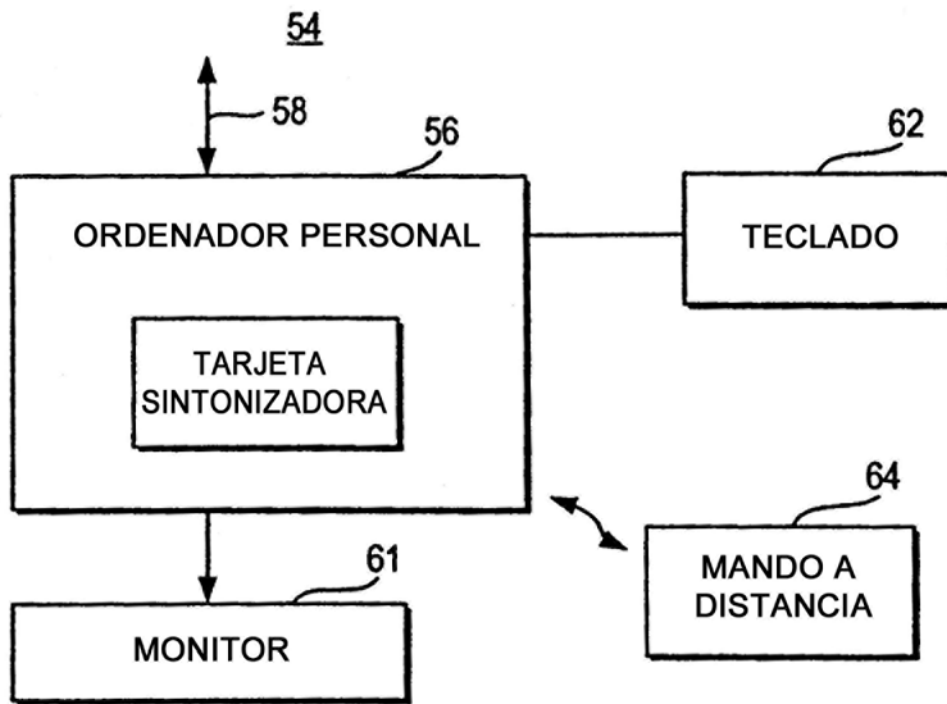 54
58
56
62
ORDENADOR PERSONAL
TECLADO
TARJETA
SINTONIZADORA
64
61
MANDO A
DISTANCIA
MONITOR